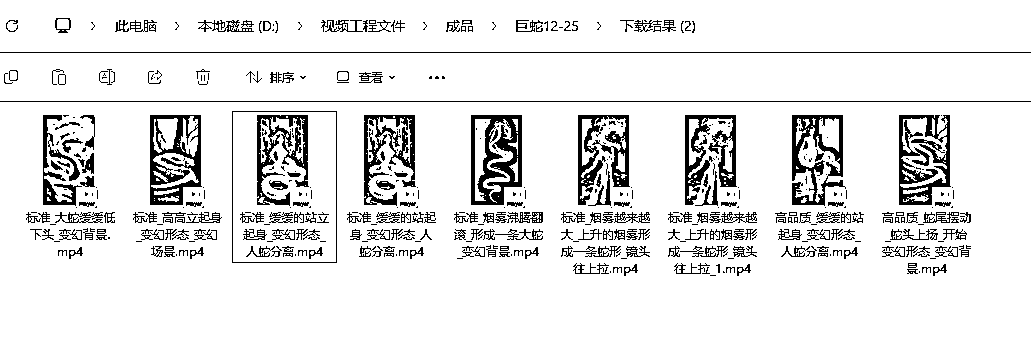 此电脑 > 本地磁盘 (D:) > 视频工程文件 > 成品 > 巨蛇12-25 > 下载结果 (2)
排序 查看
标准_大蛇缓缓低
下头_变幻背景.
mp4
标准_高高立起身
_变幻形态_变幻
场景.mp4
标准_缓缓的站立
起身_变幻形态_
人蛇分离.mp4
标准_缓缓的站起
身_变幻形态_人
蛇分离.mp4
标准_烟雾沸腾翻
滚_形成一条大蛇
_变幻背景.mp4
标准_烟雾越来越
大_上升的烟雾形
成一条蛇形_镜头
往上拉.mp4
标准_烟雾越来越
大_上升的烟雾形
成一条蛇形_镜头
往上拉_1.mp4
高品质_缓缓的站
起身_变幻形态_
人蛇分离.mp4
高品质_蛇尾摆动
_蛇头上扬_开始
变幻形态_变幻背
景.mp4